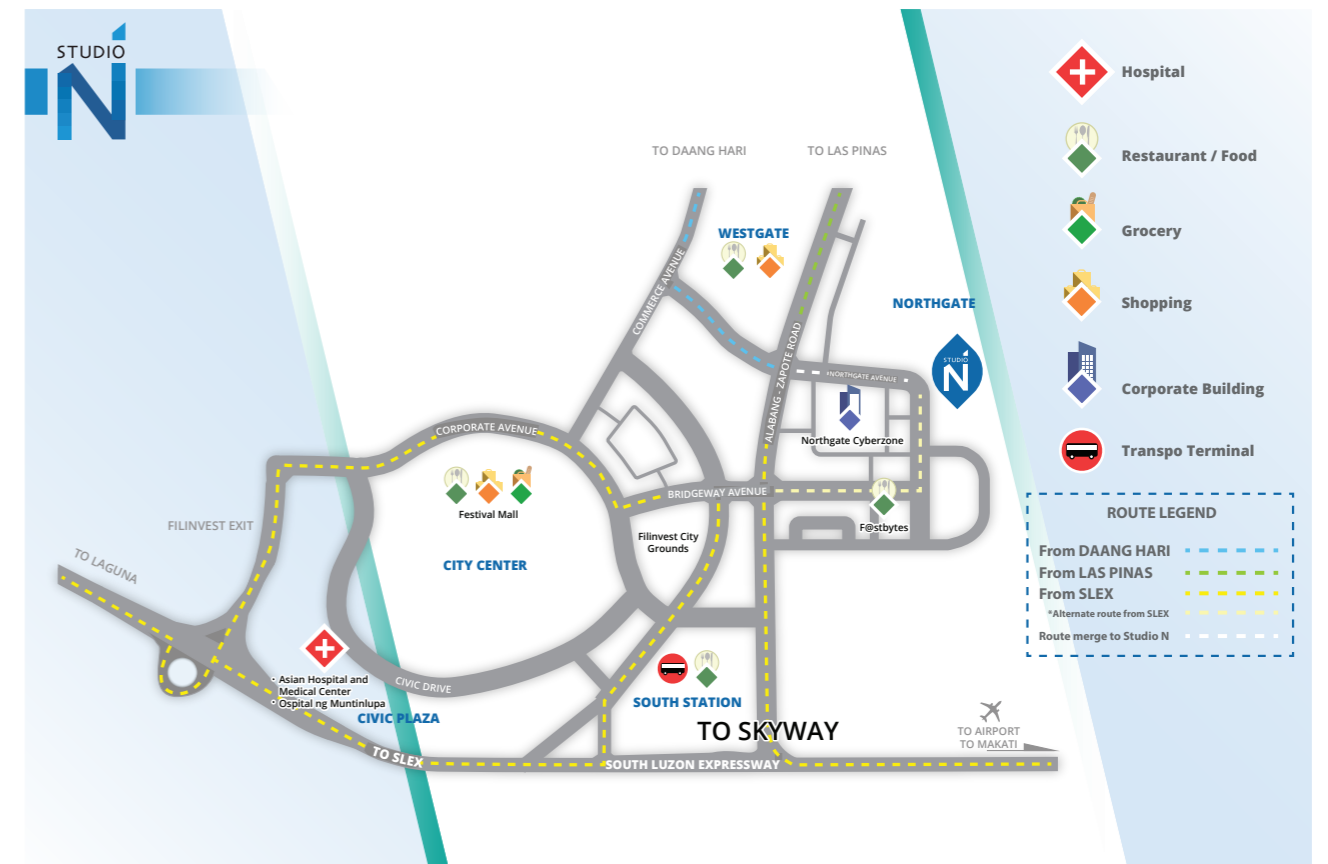 STUDIO
N
TO DAANG HARI
TO LAS PINAS
WESTGATE
COMMERCE AVENUE
NORTHGATE
ALABANG - ZAPOTE ROAD
NORTHGATE AVENUE
STUDIO
N
Northgate Cyberzone
CORPORATE AVENUE
BRIDGEWAY AVENUE
Festival Mall
F@stbytes
FILINVEST EXIT
Filinvest City
Grounds
TO LAGUNA
CITY CENTER
· Asian Hospital and
Medical Center
· Ospital ng Muntinlupa
CIVIC DRIVE
CIVIC PLAZA
SOUTH STATION
TO SKYWAY
TO AIRPORT
TO MAKATI
TO SLEX
SOUTH LUZON EXPRESSWAY
Hospital
Restaurant / Food
Grocery
Shopping
Corporate Building
Transpo Terminal
ROUTE LEGEND
From DAANG HARI
From LAS PINAS
From SLEX
*Alternate route from SLEX
Route merge to Studio N